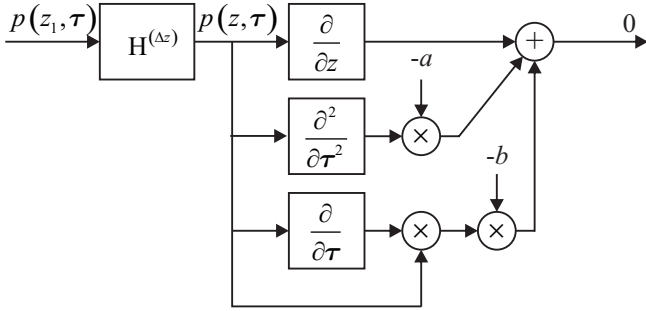 p(z₁, τ)
H^(Δz)
p(z, τ)
∂/∂z
+
0
-a
∂²/∂τ²
×
-b
∂/∂τ
×
×